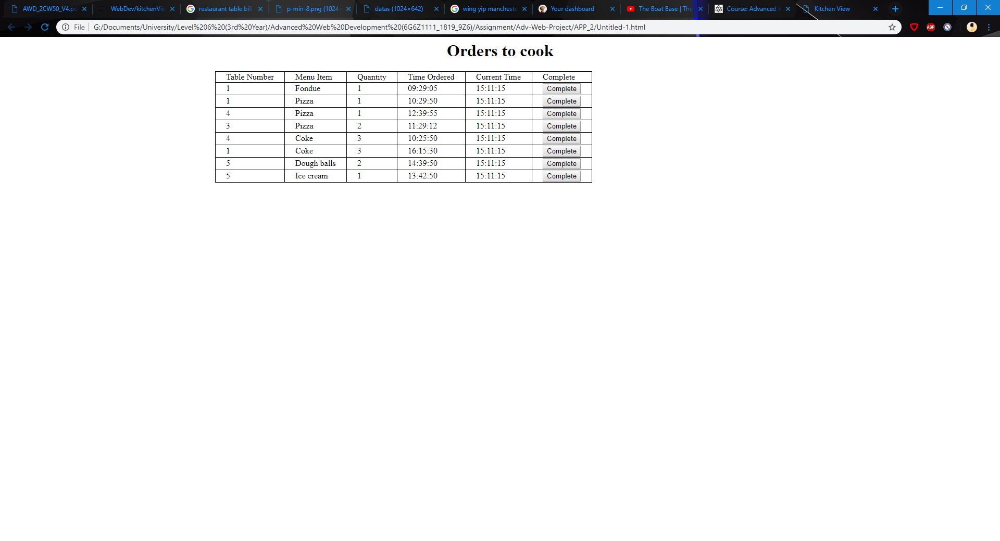 AWD_2CW50_V4.pd WebDev/kitchenVie restaurant table bill p-min-8.png (1024× datas (1024×642) wing yip mancheste Your dashboard The Boat Base | The Course: Advanced Kitchen View
File G:/Documents/University/Level%206%20(3rd%20Year)/Advanced%20Web%20Development%20(6G6Z1111_1819_9Z6)/Assignment/Adv-Web-Project/APP_2/Untitled-1.html ABP
Orders to cook
Table Number Menu Item Quantity Time Ordered Current Time Complete
1 Fondue 1 09:29:05 15:11:15 Complete
1 Pizza 1 10:29:50 15:11:15 Complete
4 Pizza 1 12:39:55 15:11:15 Complete
3 Pizza 2 11:29:12 15:11:15 Complete
4 Coke 3 10:25:50 15:11:15 Complete
1 Coke 3 16:15:30 15:11:15 Complete
5 Dough balls 2 14:39:50 15:11:15 Complete
5 Ice cream 1 13:42:50 15:11:15 Complete